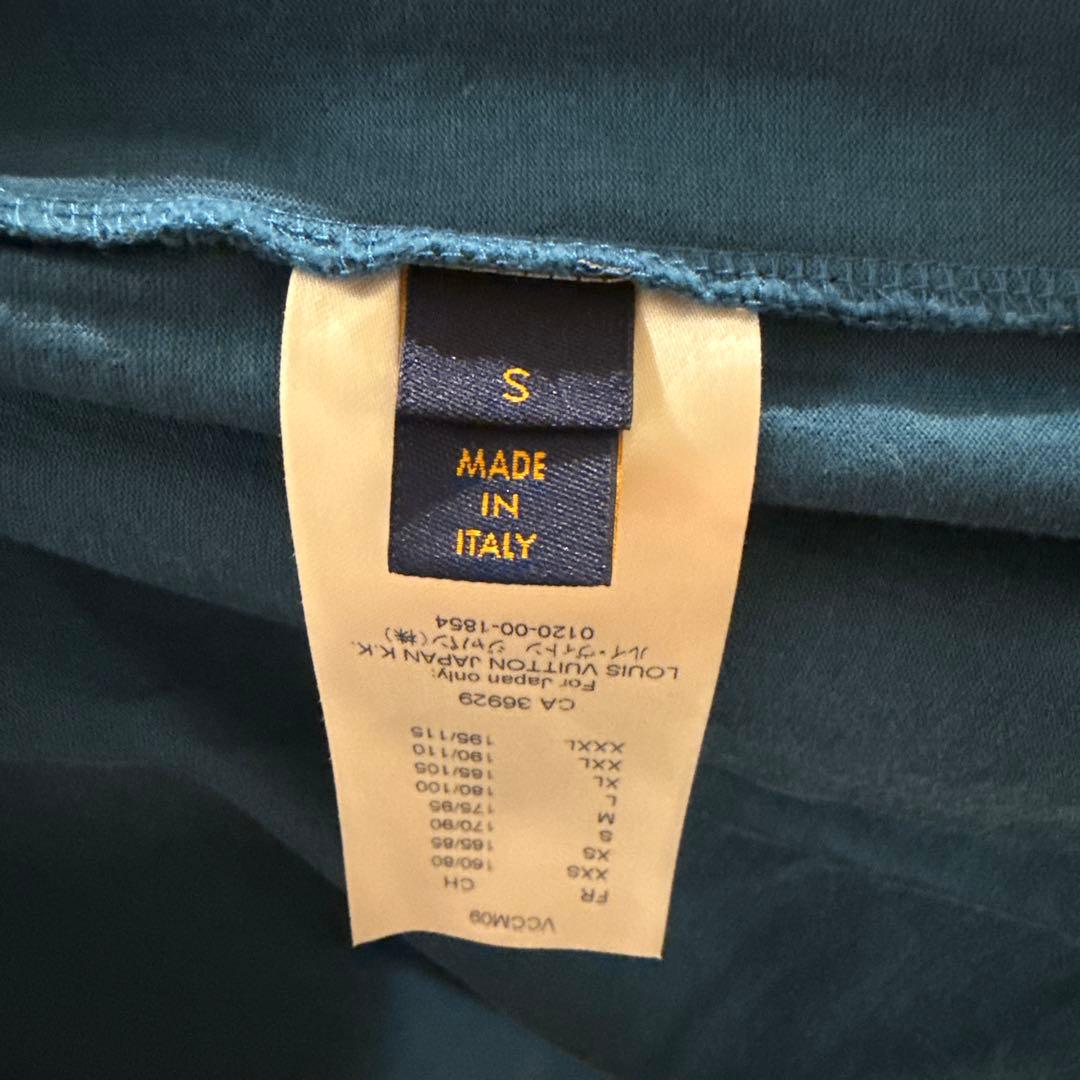 S
MADE
IN
ITALY
VCCM09
FR CH
XXS 160/80
XS 165/85
S 170/90
M 175/95
L 180/100
XL 185/105
XXL 190/110
XXXL 195/115
CA 36929
For Japan only:
LOUIS VUITTON JAPAN K.K.
ルイ・ヴィトン ジャパン(株)
0120-00-1854